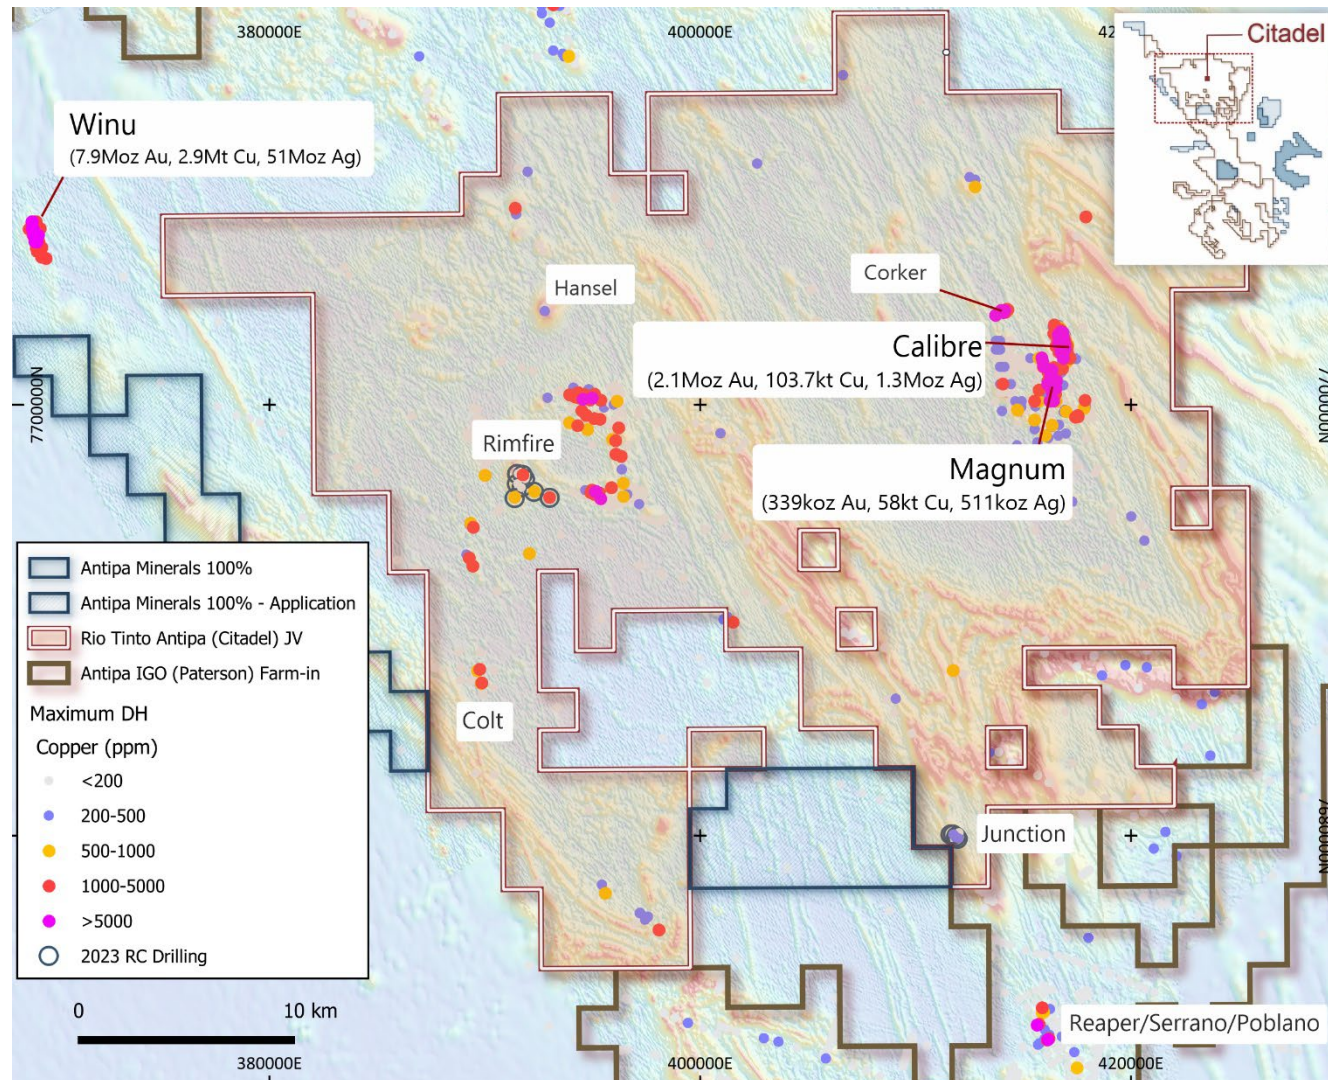 380000E
400000E
42
Citadel
Winu
(7.9Moz Au, 2.9Mt Cu, 51Moz Ag)
Corker
Hansel
Calibre
(2.1Moz Au, 103.7kt Cu, 1.3Moz Ag)
7700000N
7700000N
Rimfire
Magnum
(339koz Au, 58kt Cu, 511koz Ag)
Antipa Minerals 100%
Antipa Minerals 100% - Application
Rio Tinto Antipa (Citadel) JV
Antipa IGO (Paterson) Farm-in
Maximum DH
Copper (ppm)
<200
200-500
500-1000
1000-5000
>5000
2023 RC Drilling
Colt
Junction
7680000N
0 10 km
Reaper/Serrano/Poblano
380000E
400000E
420000E